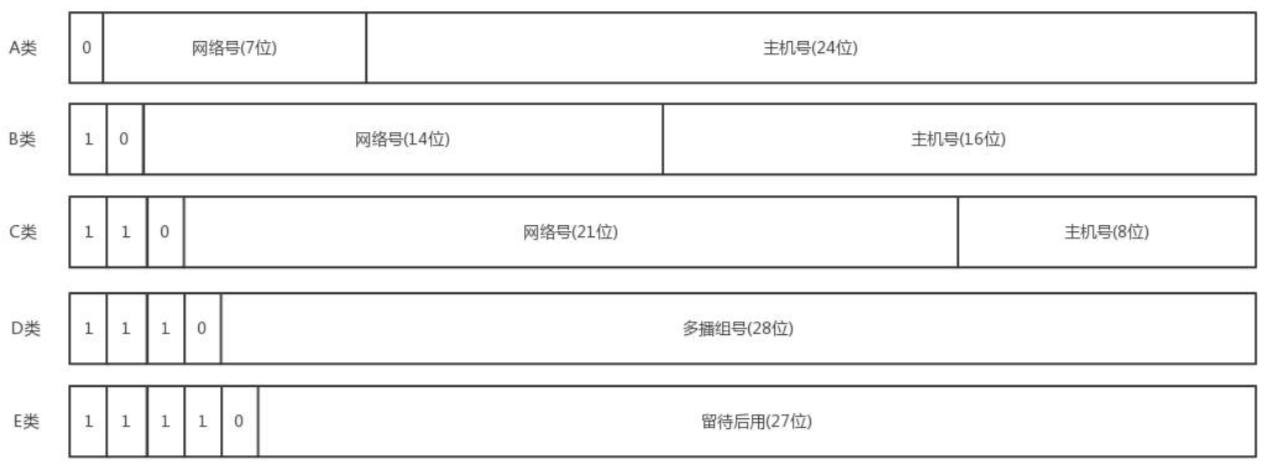 A类 0 网络号(7位) 主机号(24位)
B类 1 0 网络号(14位) 主机号(16位)
C类 1 1 0 网络号(21位) 主机号(8位)
D类 1 1 1 0 多播组号(28位)
E类 1 1 1 1 0 留待后用(27位)